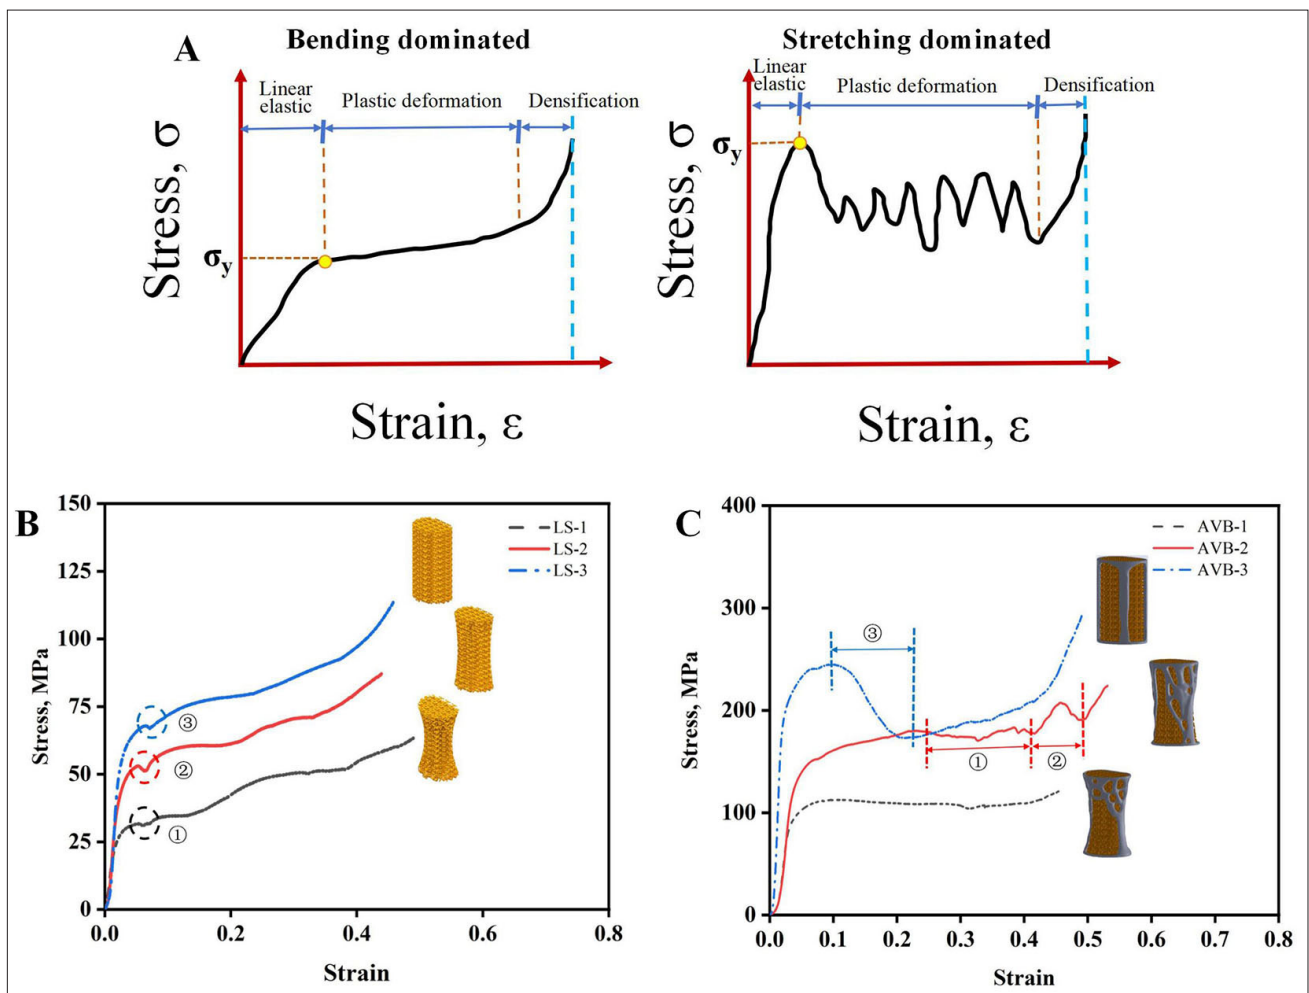 A
Bending dominated
Stretching dominated
Linear
elastic
Plastic deformation
Densification
Stress, σ
σy
Strain, ε
Linear
elastic
Plastic deformation
Densification
Stress, σ
σy
Strain, ε
B
150
125
100
75
50
25
0
0.0
0.2
0.4
0.6
0.8
Stress, MPa
Strain
LS-1
LS-2
LS-3
③
②
①
C
400
300
200
100
0
0.0
0.1
0.2
0.3
0.4
0.5
0.6
0.7
0.8
Stress, MPa
Strain
AVB-1
AVB-2
AVB-3
③
①
②